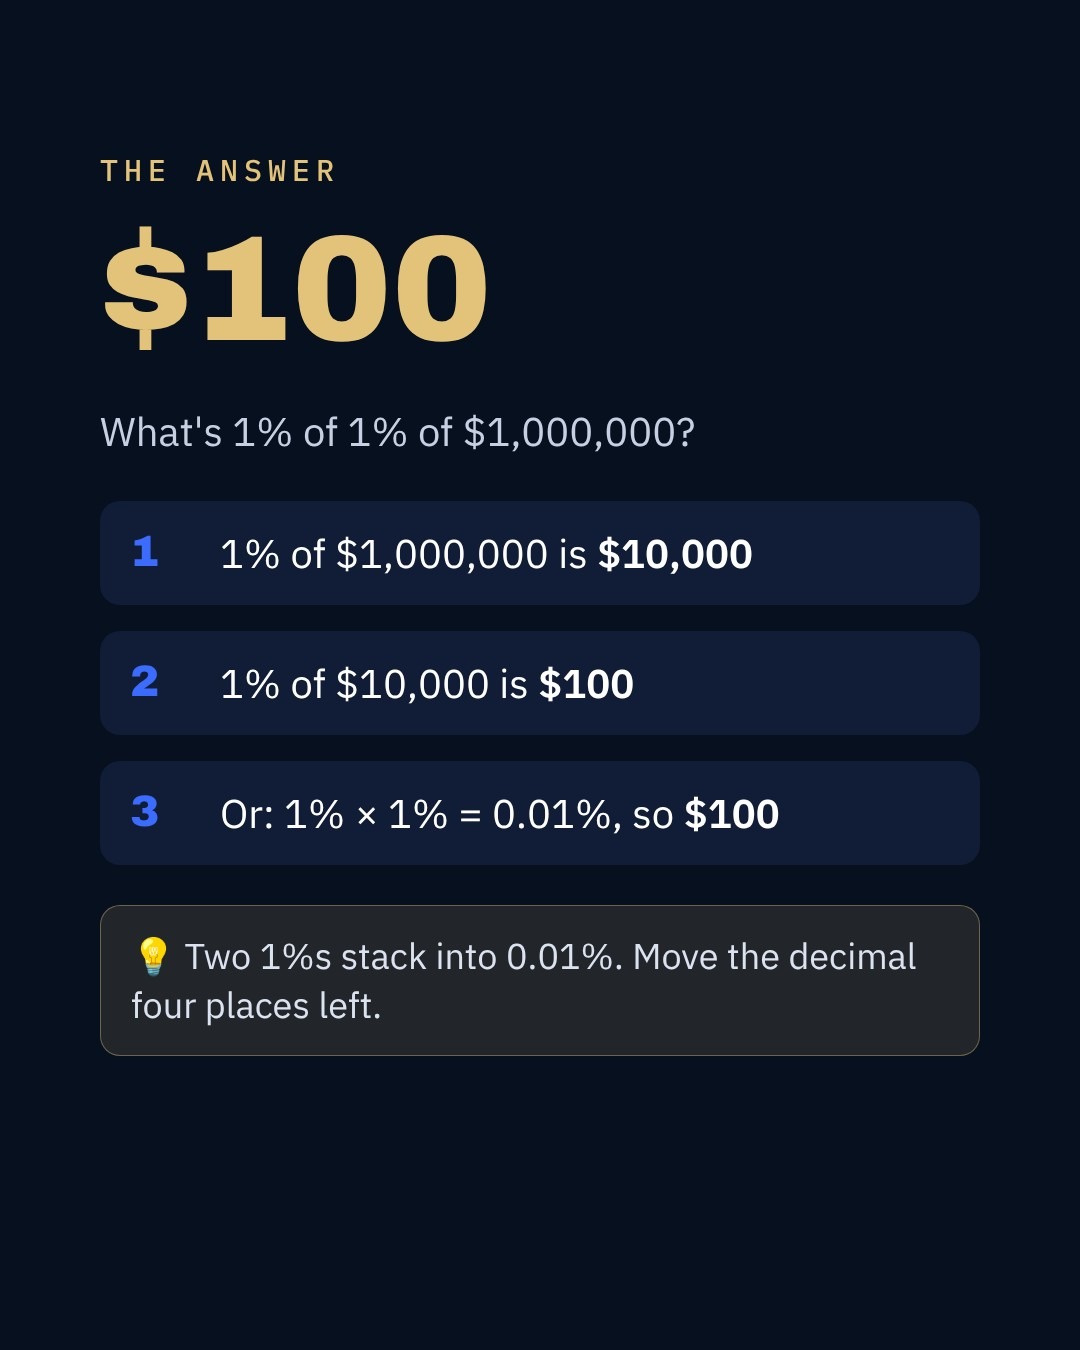 THE ANSWER
$100
What's 1% of 1% of $1,000,000?
1 1% of $1,000,000 is $10,000
2 1% of $10,000 is $100
3 Or: 1% × 1% = 0.01%, so $100
💡 Two 1%s stack into 0.01%. Move the decimal
four places left.